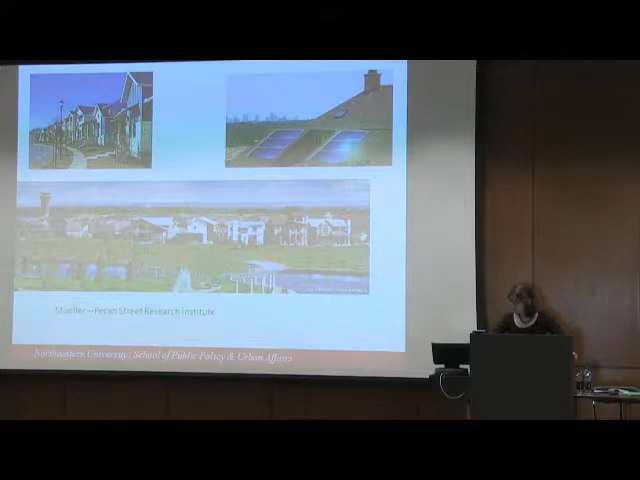 Mueller—Pecan Street Research Institute
Northeastern University | School of Public Policy & Urban Affairs